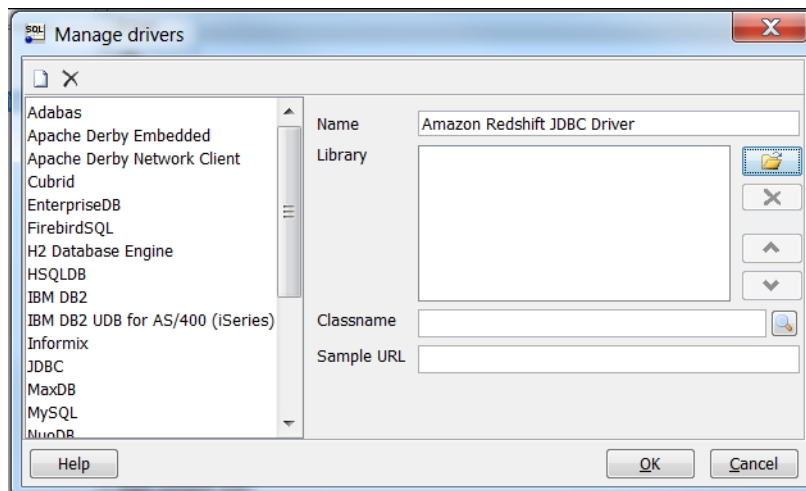 SQL Manage drivers
Adabas
Apache Derby Embedded
Apache Derby Network Client
Cubrid
EnterpriseDB
FirebirdSQL
H2 Database Engine
HSQLDB
IBM DB2
IBM DB2 UDB for AS/400 (iSeries)
Informix
JDBC
MaxDB
MySQL
NuoDB
Name Amazon Redshift JDBC Driver
Library
Classname
Sample URL
Help OK Cancel